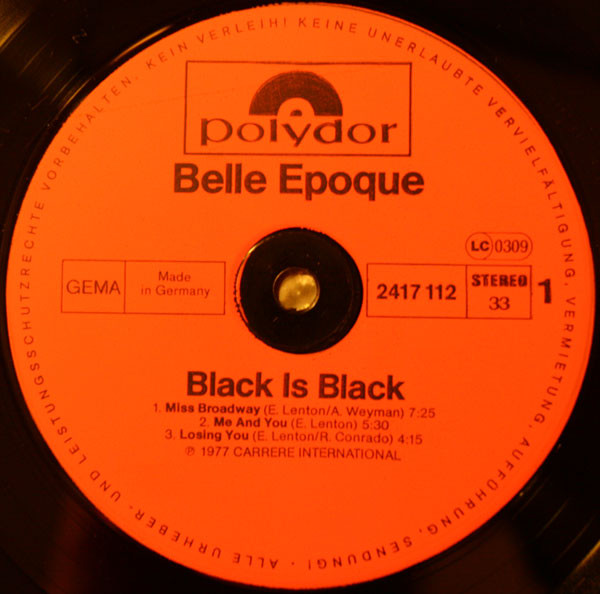 ALLE URHEBER- UND LEISTUNGSSCHUTZRECHTE VORBEHALTEN. KEIN VERLEIH! KEINE UNERLAUBTE VERVIELFÄLTIGUNG, VERMIETUNG, AUFFÜHRUNG, SENDUNG! -
polydor
Belle Epoque
LC 0309
GEMA
Made
in Germany
2417 112
STEREO
33
1
Black Is Black
1. Miss Broadway (E. Lenton/A. Weyman) 7:25
2. Me And You (E. Lenton) 5:30
3. Losing You (E. Lenton/R. Conrado) 4:15
℗ 1977 CARRERE INTERNATIONAL